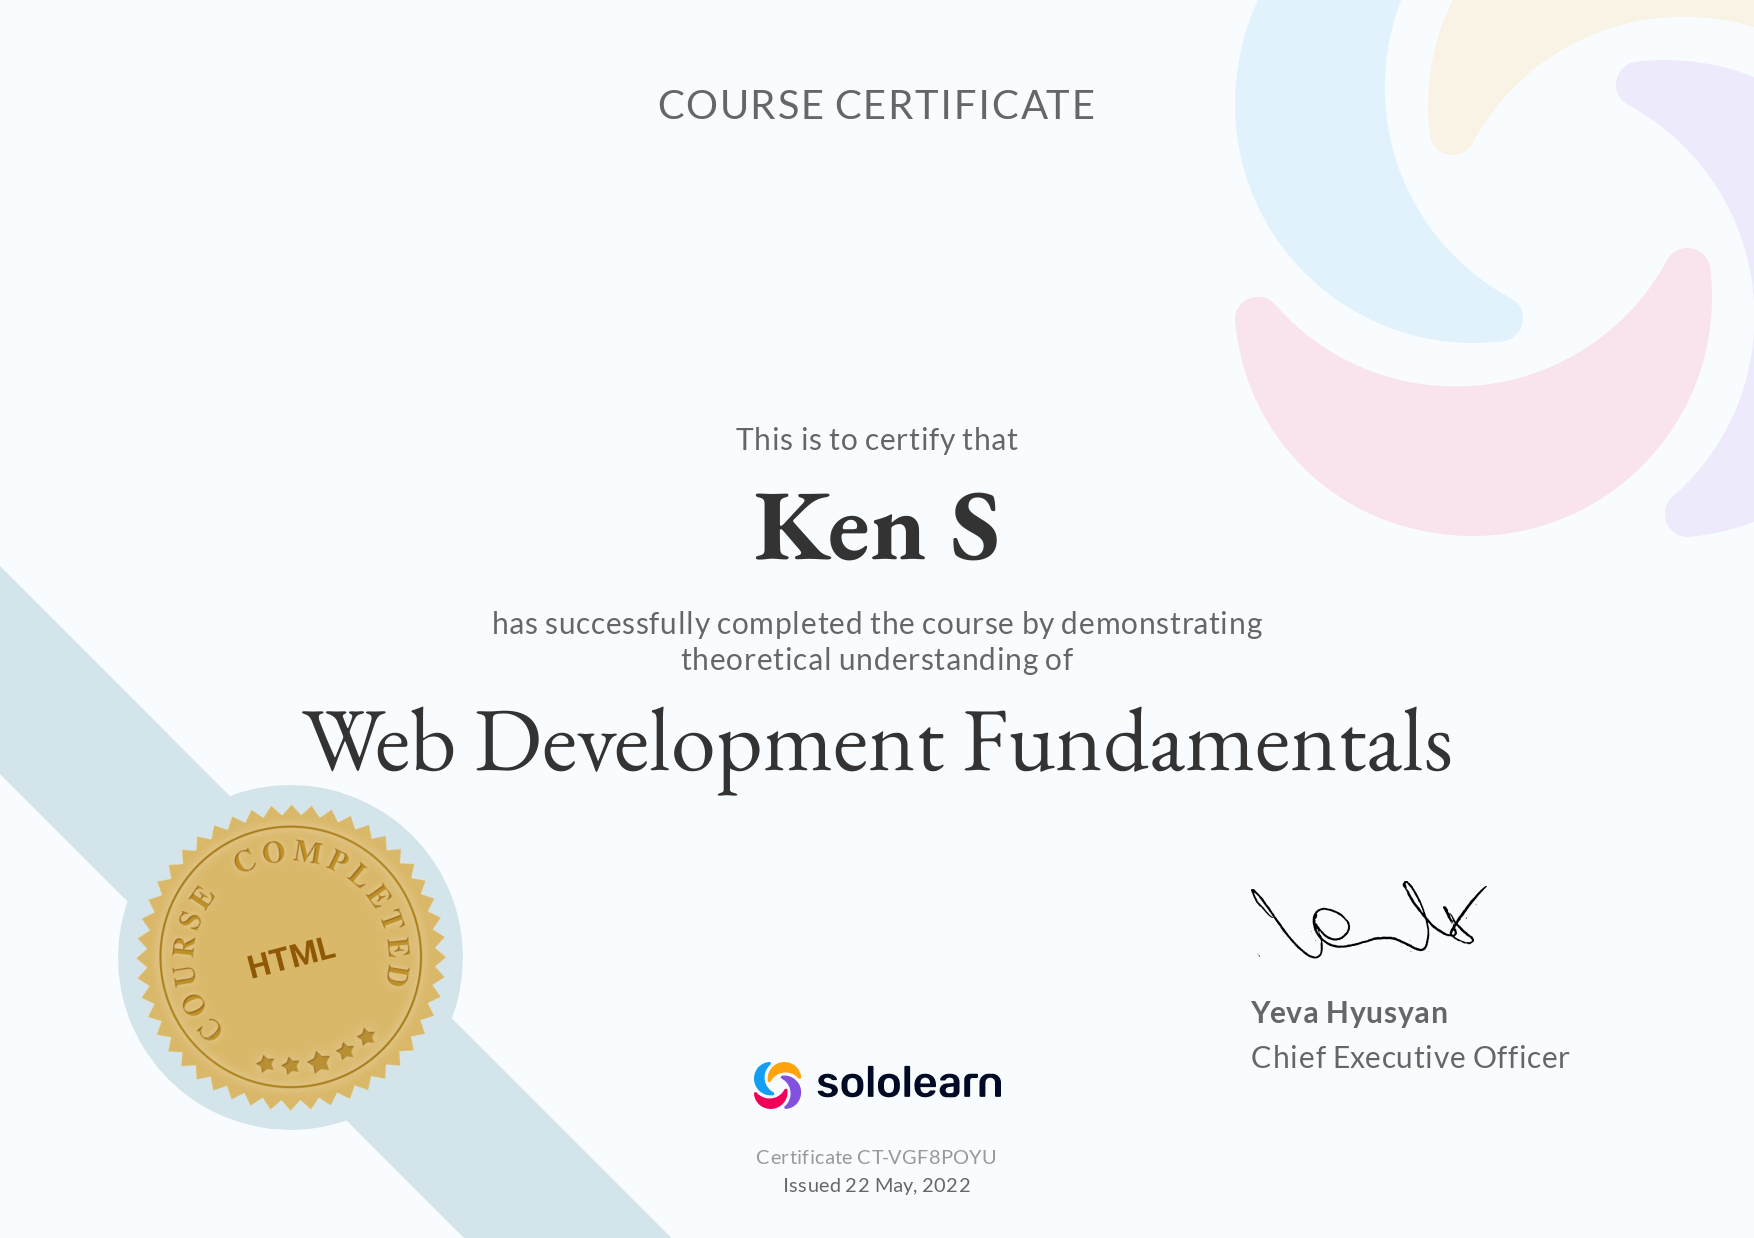 COURSE CERTIFICATE
This is to certify that
Ken S
has successfully completed the course by demonstrating
theoretical understanding of
Web Development Fundamentals
COURSE COMPLETED
HTML
Yeva Hyusyan
Chief Executive Officer
sololearn
Certificate CT-VGF8POYU
Issued 22 May, 2022